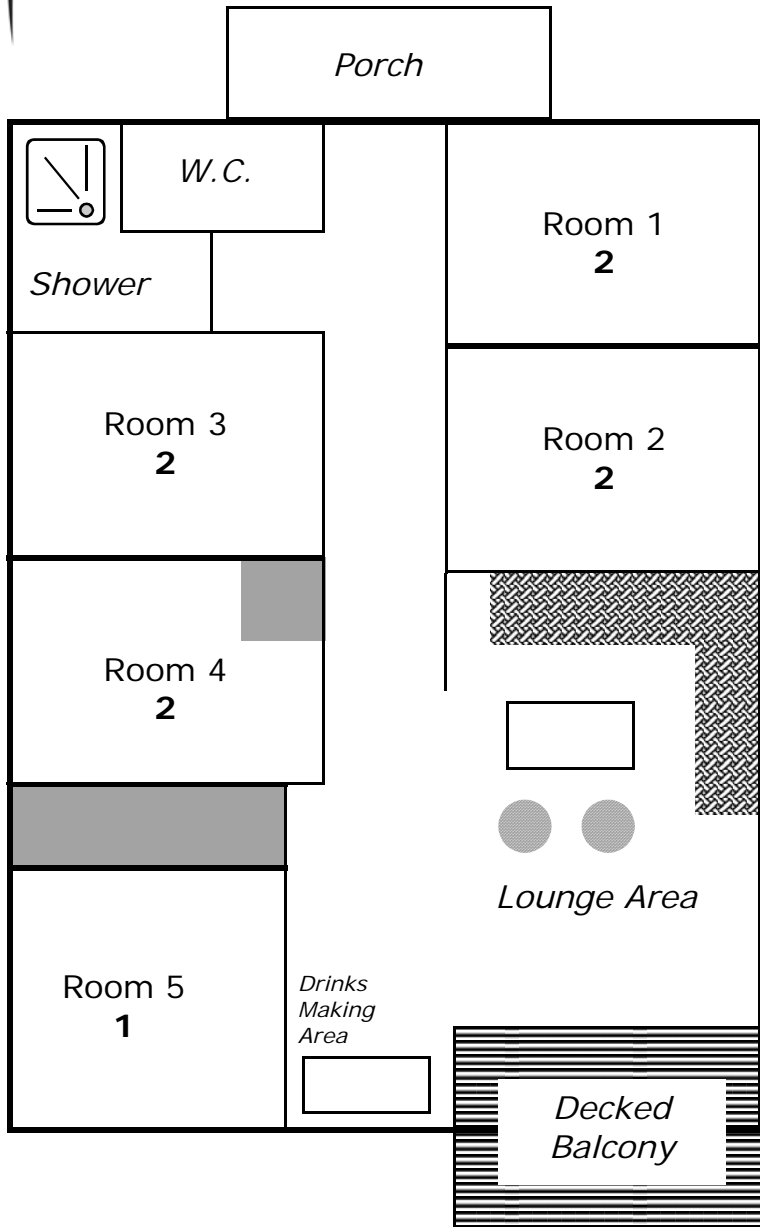 Porch
W.C.
Shower
Room 1
2
Room 3
2
Room 2
2
Room 4
2
Lounge Area
Room 5
1
Drinks
Making
Area
Decked
Balcony